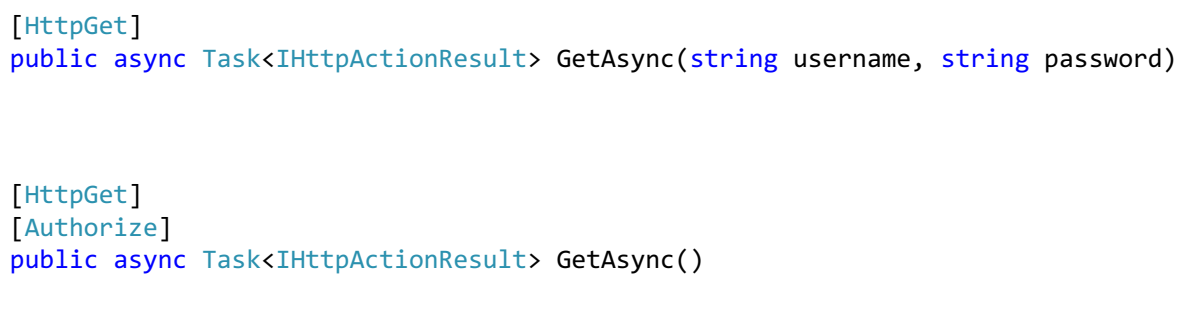 [HttpGet]
public async Task<IHttpActionResult> GetAsync(string username, string password)
[HttpGet]
[Authorize]
public async Task<IHttpActionResult> GetAsync()